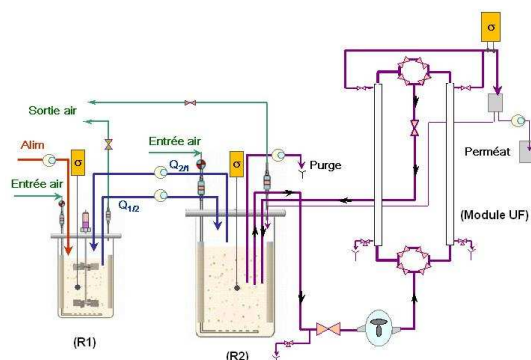 σ
Sortie air
Alim
Entrée air
σ
Entrée air
Q2/1
Q1/2
σ
Purge
Perméat
(Module UF)
(R1)
(R2)